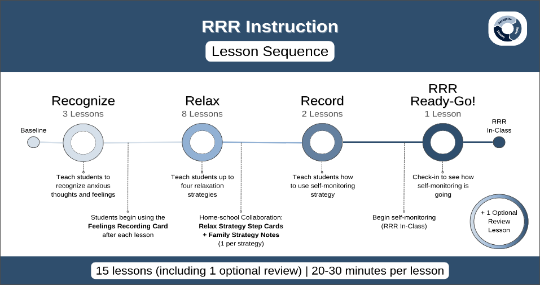 RRR Instruction
Lesson Sequence
Recognize
3 Lessons
Relax
8 Lessons
Record
2 Lessons
RRR
Ready-Go!
1 Lesson
Baseline
RRR
In-Class
Teach students to
recognize anxious
thoughts and feelings
Teach students up to
four relaxation
strategies
Teach students how
to use self-monitoring
strategy
Check-in to see how
self-monitoring is
going
Students begin using the
Feelings Recording Card
after each lesson
Home-school Collaboration:
Relax Strategy Step Cards
+ Family Strategy Notes
(1 per strategy)
Begin self-monitoring
(RRR In-Class)
+ 1 Optional
Review
Lesson
15 lessons (including 1 optional review) | 20-30 minutes per lesson